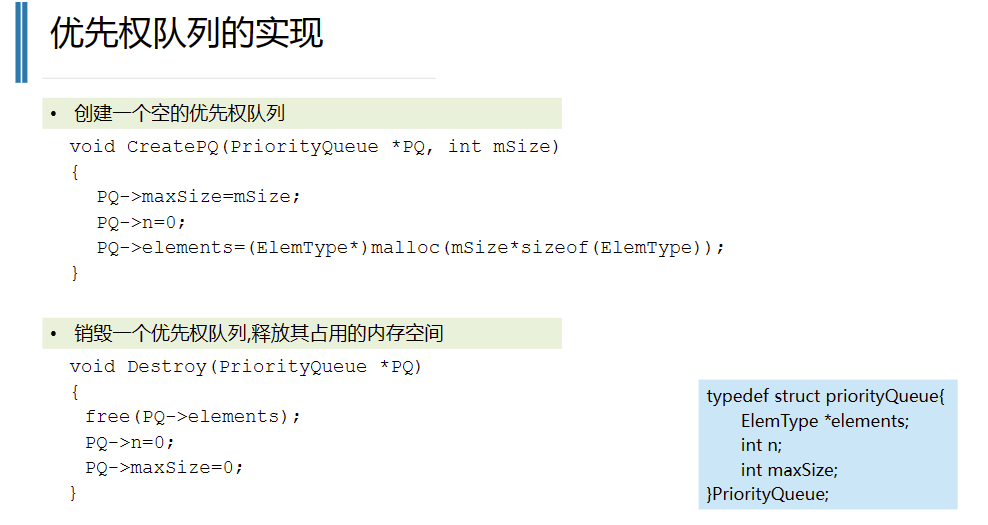 优先权队列的实现
• 创建一个空的优先权队列
void CreatePQ(PriorityQueue *PQ, int mSize)
{
PQ->maxSize=mSize;
PQ->n=0;
PQ->elements=(ElemType*)malloc(mSize*sizeof(ElemType));
}
• 销毁一个优先权队列,释放其占用的内存空间
void Destroy(PriorityQueue *PQ)
{
free(PQ->elements);
PQ->n=0;
PQ->maxSize=0;
}
typedef struct priorityQueue{
ElemType *elements;
int n;
int maxSize;
}PriorityQueue;